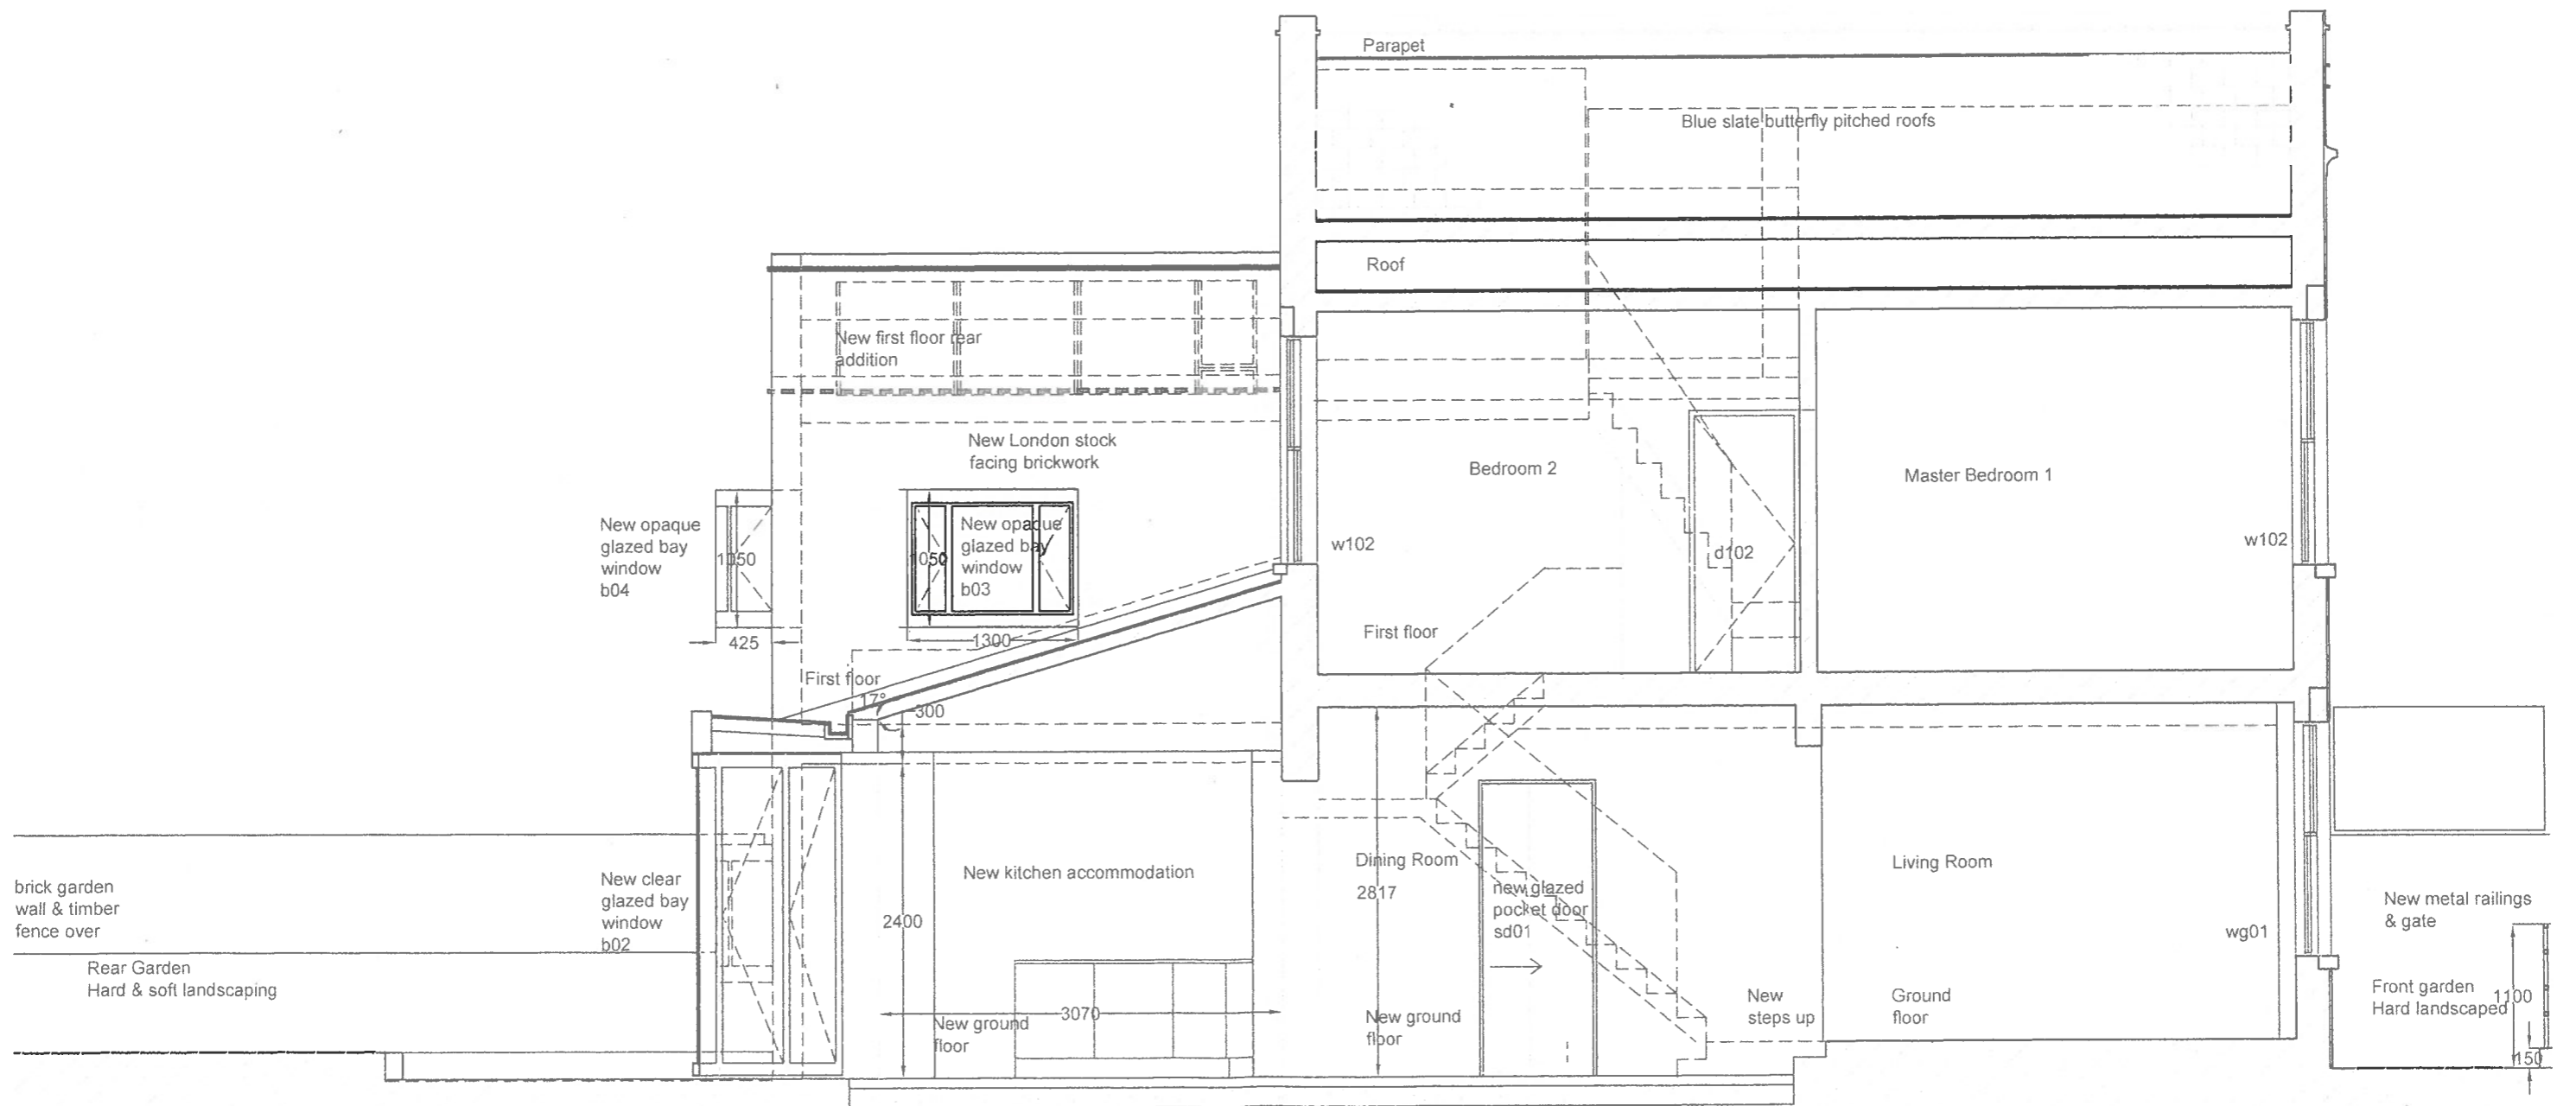 Parapet
Blue slate butterfly pitched roofs
Roof
New first floor rear
addition
New London stock
facing brickwork
Bedroom 2
Master Bedroom 1
New opaque
glazed bay
window
b04
1050
New opaque
glazed bay
window
b03
1050
w102
d102
w102
425
1300
First floor
First floor
17°
300
brick garden
wall & timber
fence over
New clear
glazed bay
window
b02
New kitchen accommodation
Dining Room
2817
new glazed
pocket door
sd01
Living Room
New metal railings
& gate
2400
wg01
Rear Garden
Hard & soft landscaping
3070
New ground
floor
New ground
floor
New
steps up
Ground
floor
Front garden
Hard landscaped
1100
150